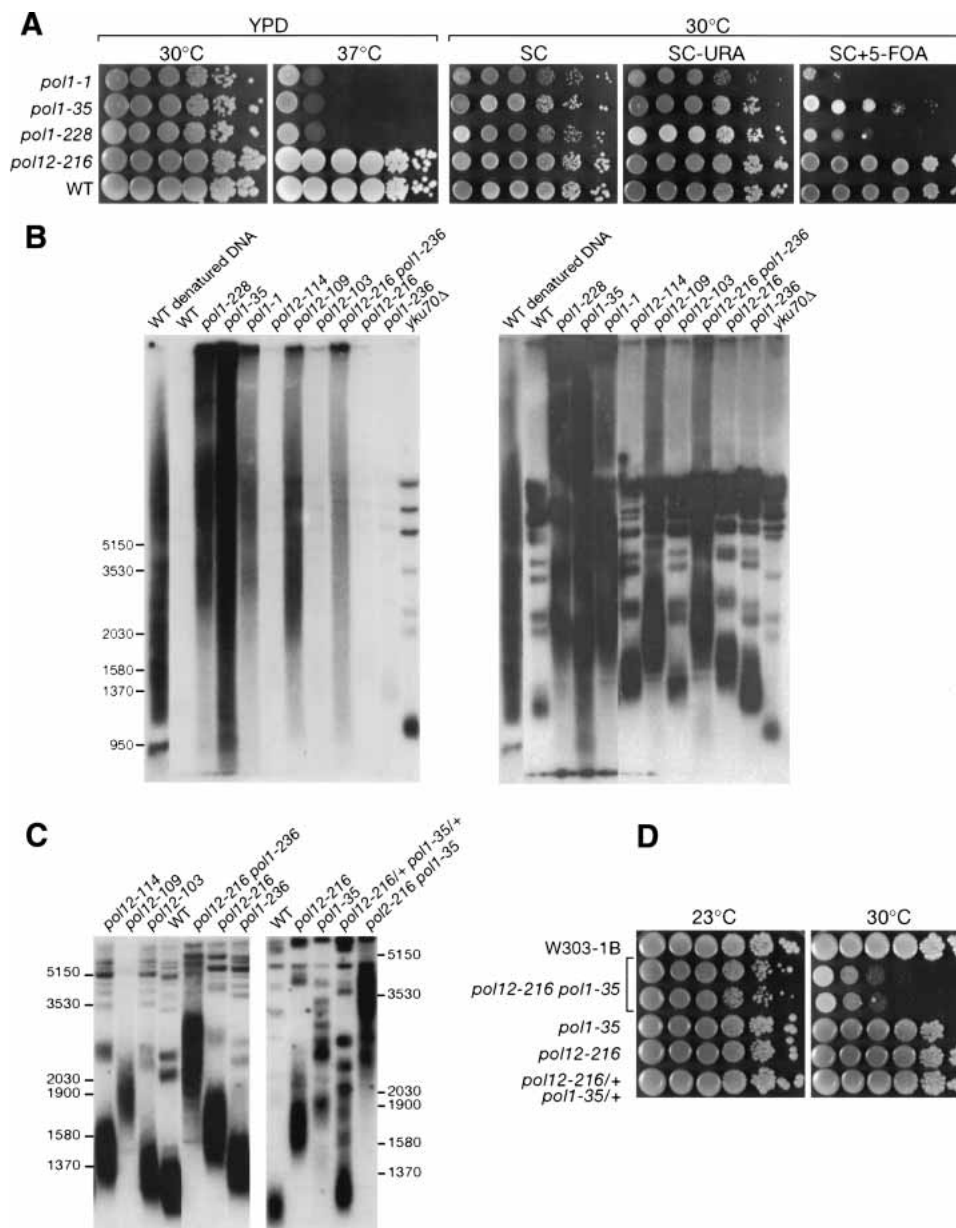 A
YPD
30°C
30°C
37°C
SC
SC-URA
SC+5-FOA
pol1-1
pol1-35
pol1-228
pol12-216
WT
B
WT denatured DNA
WT
pol1-228
pol1-35
pol1-1
pol12-114
pol12-109
pol12-103
pol12-216 pol1-236
pol12-216
pol1-236
yku70Δ
WT denatured DNA
WT
pol1-228
pol12-35
pol1-1
pol12-114
pol12-109
pol12-103
pol12-216 pol1-236
pol12-216
pol1-236
yku70Δ
5150
3530
2030
1580
1370
950
C
pol12-114
pol12-109
pol12-103
WT
pol12-216 pol1-236
pol12-216
pol1-236
WT
pol12-216
pol1-35
pol12-216/+ pol1-35/+
pol2-216 pol1-35
5150
3530
2030
1900
1580
1370
5150
3530
2030
1900
1580
1370
D
23°C
30°C
W303-1B
pol12-216 pol1-35
pol1-35
pol12-216
pol12-216/+
pol1-35/+